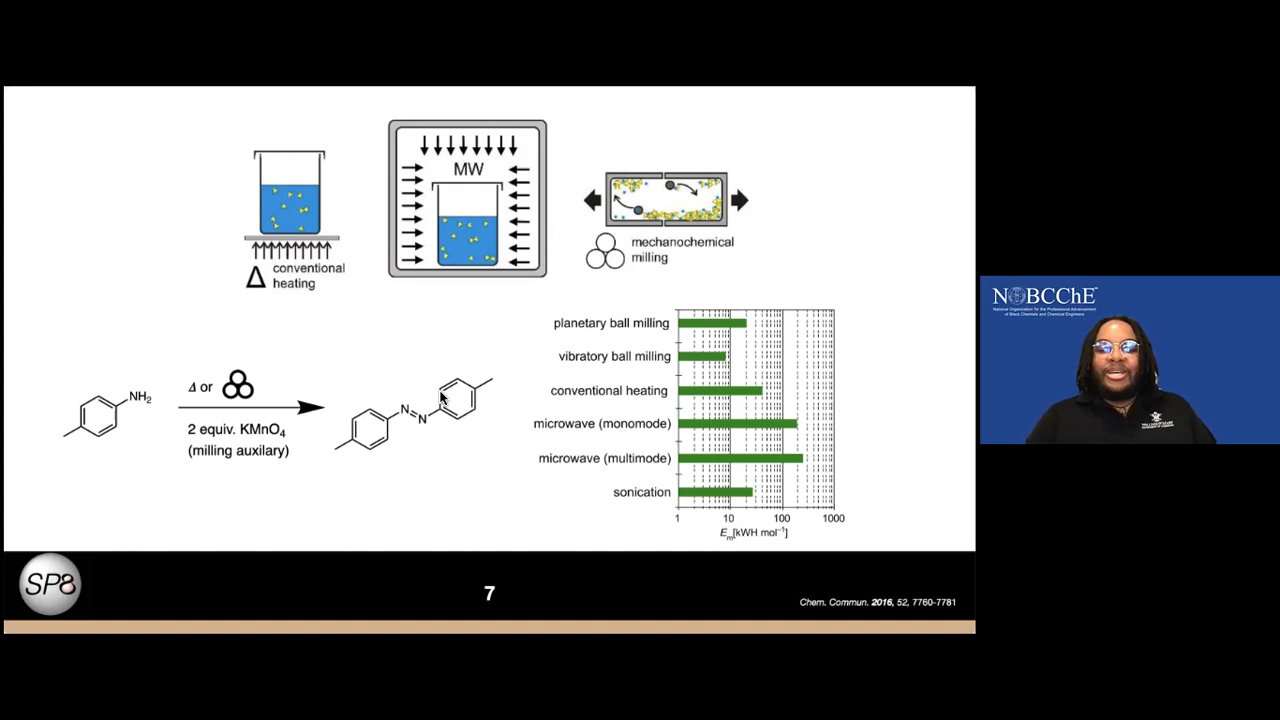 MW
Δ
conventional
heating
mechanochemical
milling
planetary ball milling
vibratory ball milling
conventional heating
microwave (monomode)
microwave (multimode)
sonication
1
10
100
1000
Em[kWH mol⁻¹]
NH₂
Δ or
2 equiv. KMnO₄
(milling auxilary)
N
N
SP8
7
Chem. Commun. 2016, 52, 7760-7781
NOBCChE™
National Organization for the Professional Advancement
of Black Chemists and Chemical Engineers